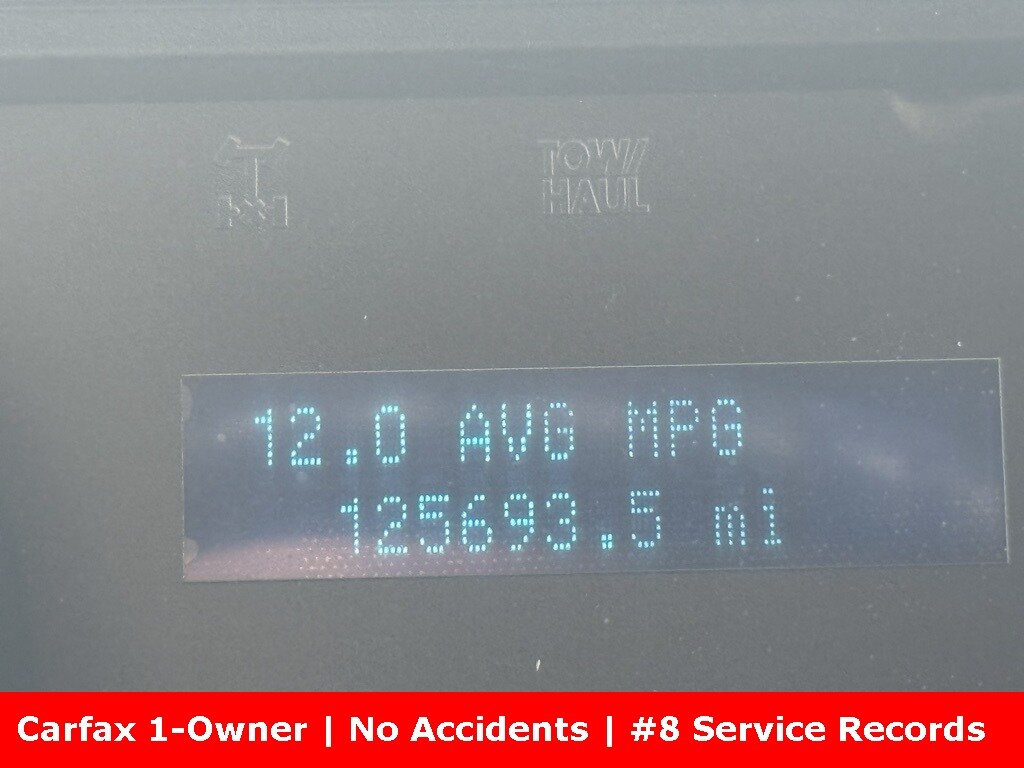 TOW/
HAUL
12.0 AVG MPG
125693.5 mi
Carfax 1-Owner | No Accidents | #8 Service Records